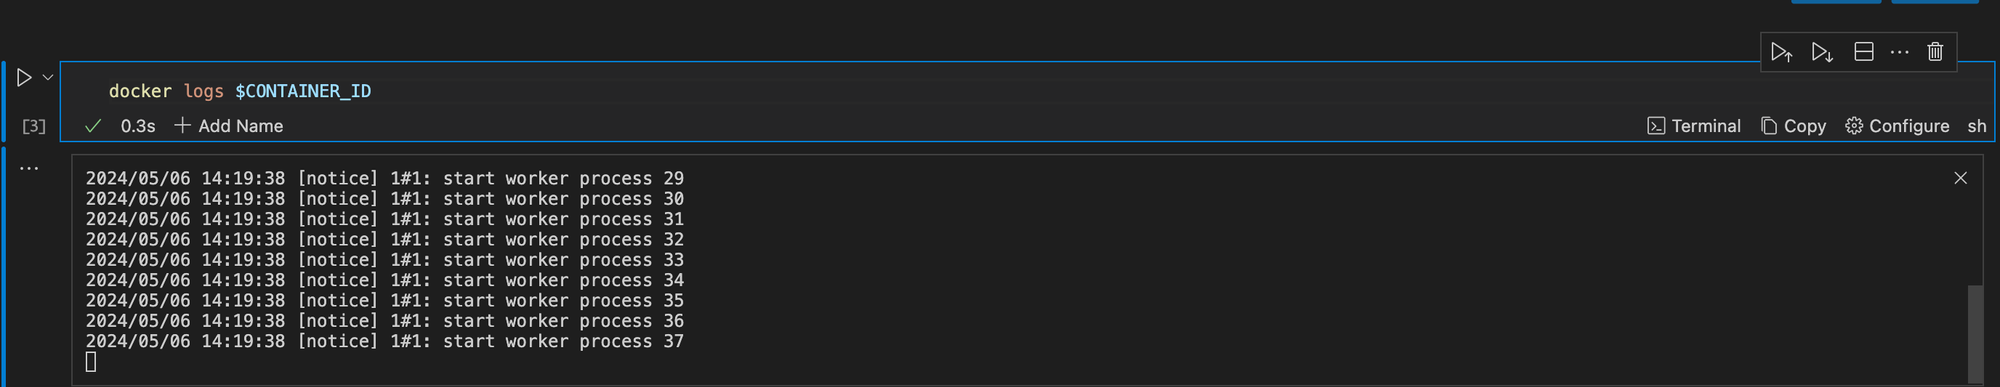 docker logs $CONTAINER_ID
[3] 0.3s Add Name Terminal Copy Configure sh
2024/05/06 14:19:38 [notice] 1#1: start worker process 29
2024/05/06 14:19:38 [notice] 1#1: start worker process 30
2024/05/06 14:19:38 [notice] 1#1: start worker process 31
2024/05/06 14:19:38 [notice] 1#1: start worker process 32
2024/05/06 14:19:38 [notice] 1#1: start worker process 33
2024/05/06 14:19:38 [notice] 1#1: start worker process 34
2024/05/06 14:19:38 [notice] 1#1: start worker process 35
2024/05/06 14:19:38 [notice] 1#1: start worker process 36
2024/05/06 14:19:38 [notice] 1#1: start worker process 37